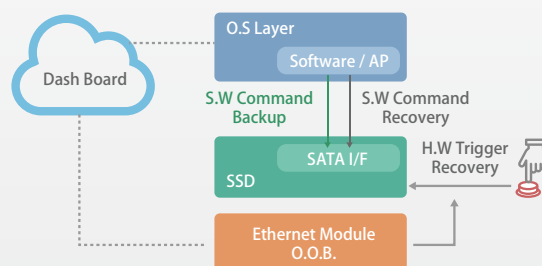 O.S Layer
Software / AP
Dash Board
S.W Command
Backup
S.W Command
Recovery
SATA I/F
SSD
H.W Trigger
Recovery
Ethernet Module
O.O.B.